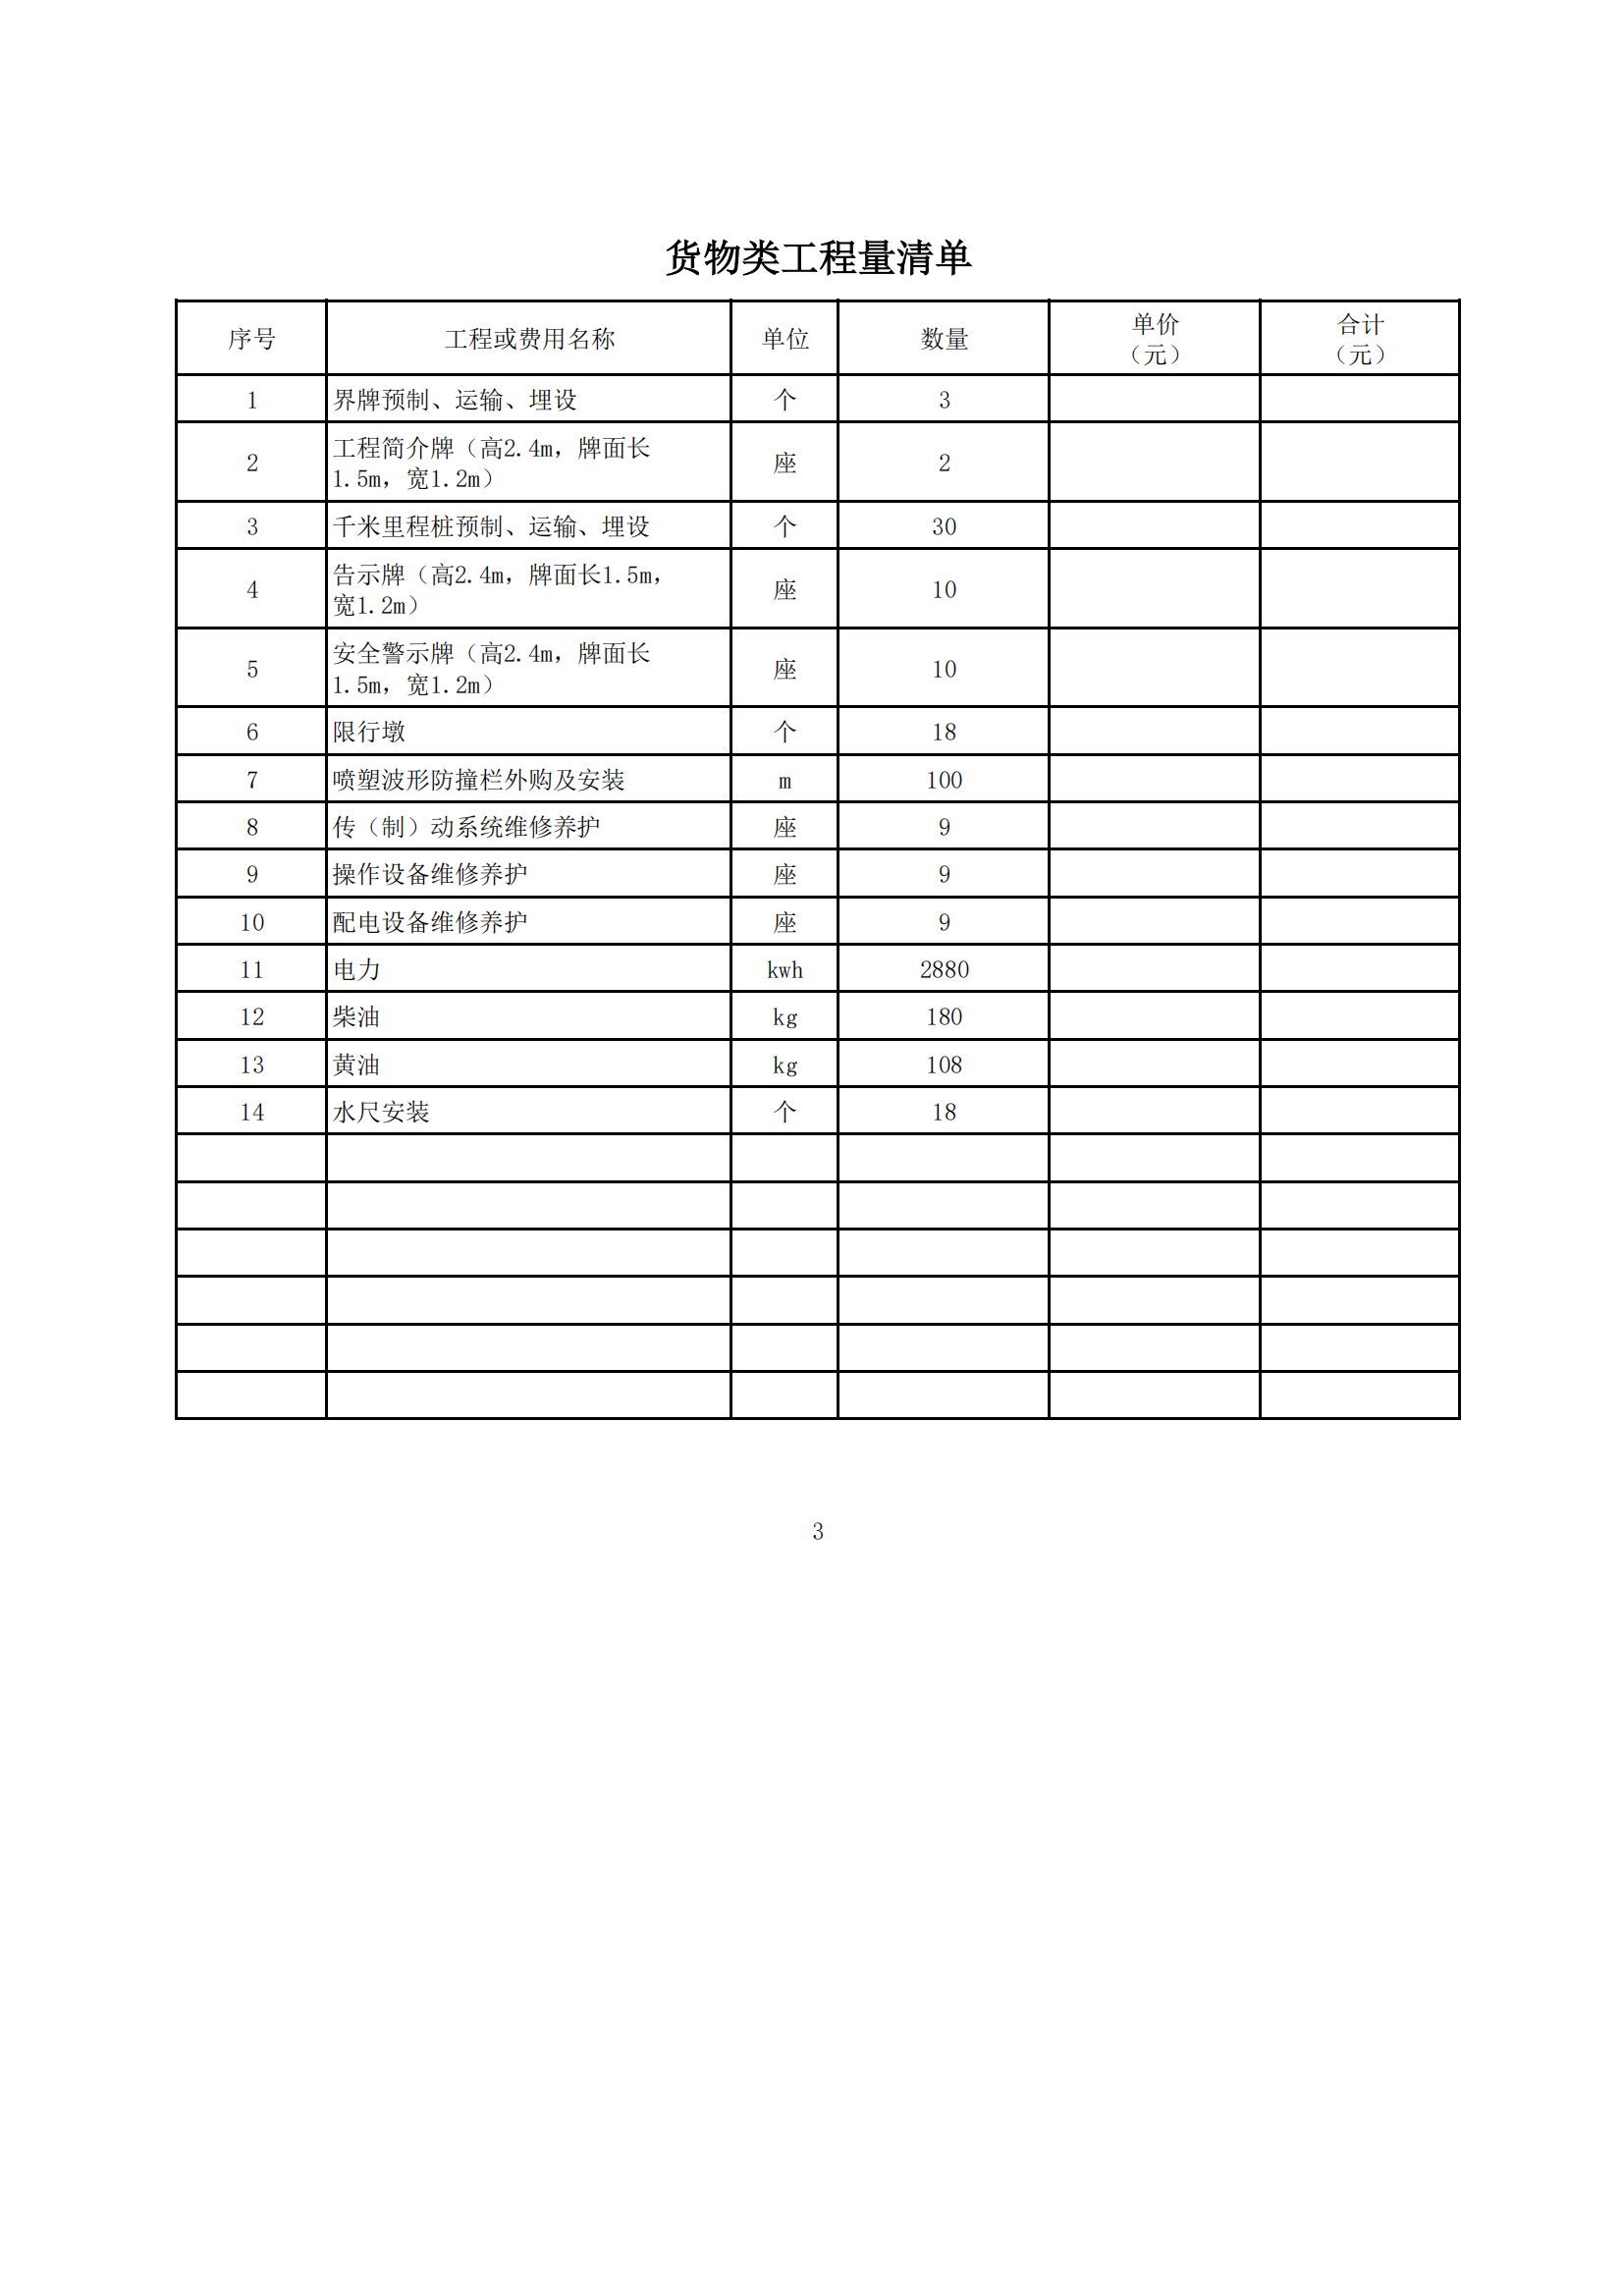 货物类工程量清单
序号 工程或费用名称 单位 数量 单价（元） 合计（元）
1 界牌预制、运输、埋设 个 3
2 工程简介牌（高2.4m，牌面长1.5m，宽1.2m） 座 2
3 千米里程桩预制、运输、埋设 个 30
4 告示牌（高2.4m，牌面长1.5m，宽1.2m） 座 10
5 安全警示牌（高2.4m，牌面长1.5m，宽1.2m） 座 10
6 限行墩 个 18
7 喷塑波形防撞栏外购及安装 m 100
8 传（制）动系统维修养护 座 9
9 操作设备维修养护 座 9
10 配电设备维修养护 座 9
11 电力 kwh 2880
12 柴油 kg 180
13 黄油 kg 108
14 水尺安装 个 18
3